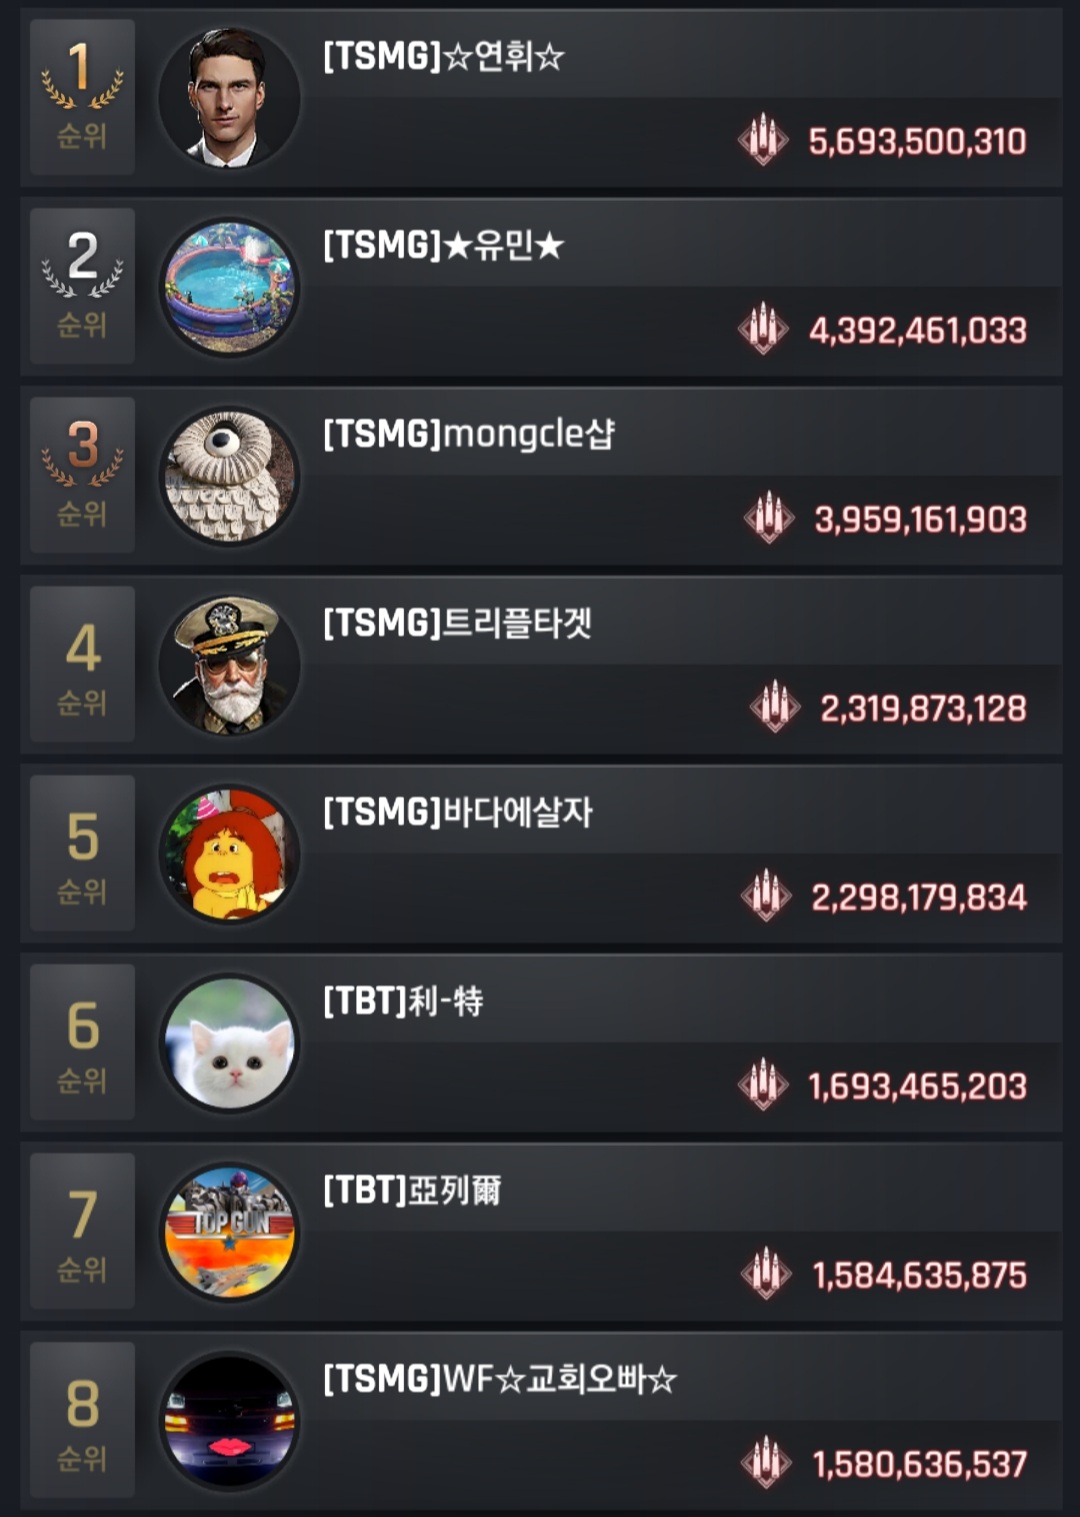 1
순위
[TSMG]☆연휘☆
5,693,500,310
2
순위
[TSMG]★유민★
4,392,461,033
3
순위
[TSMG]mongcle샵
3,959,161,903
4
순위
[TSMG]트리플타겟
2,319,873,128
5
순위
[TSMG]바다에살자
2,298,179,834
6
순위
[TBT]利-特
1,693,465,203
7
순위
TOP GUN
[TBT]亞列爾
1,584,635,875
8
순위
[TSMG]WF☆교회오빠☆
1,580,636,537